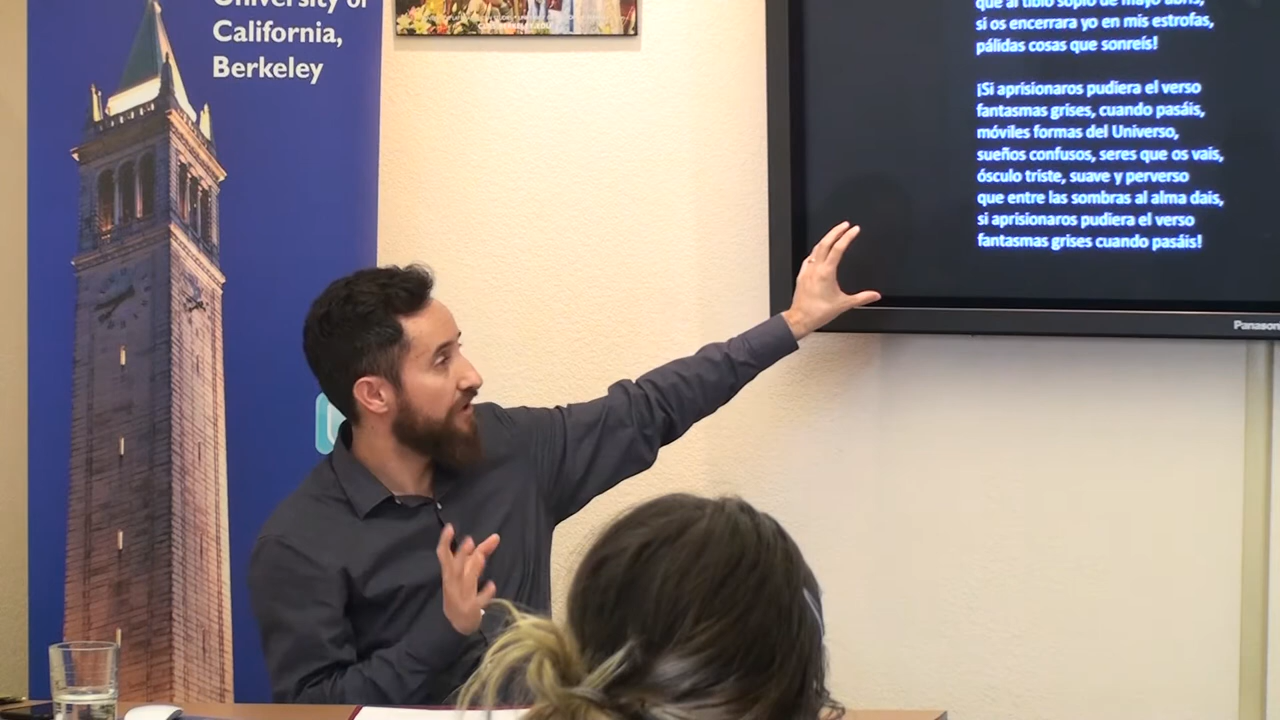 University of
California,
Berkeley
que al tibio soplo de mayo abrís,
si os encerrara yo en mis estrofas,
pálidas cosas que sonreís!
¡Si aprisionaros pudiera el verso
fantasmas grises, cuando pasáis,
móviles formas del Universo,
sueños confusos, seres que os vais,
ósculo triste, suave y perverso
que entre las sombras al alma dais,
si aprisionaros pudiera el verso
fantasmas grises cuando pasáis!
Panason